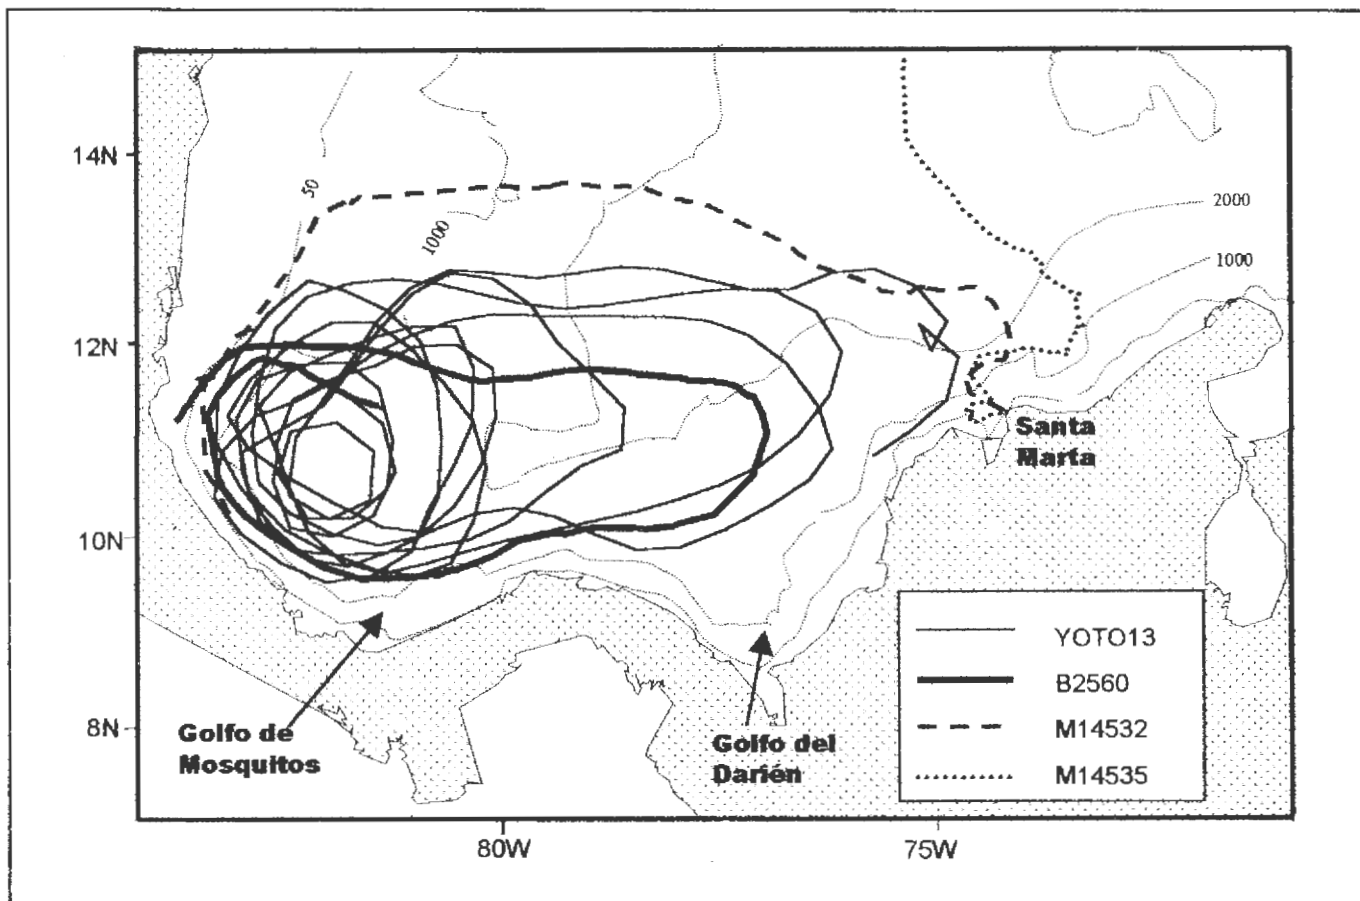 14N
12N
10N
8N
80W
75W
50
1000
2000
1000
Santa
Marta
Golfo de
Mosquitos
Golfo del
Darién
YOTO13
B2560
M14532
M14535